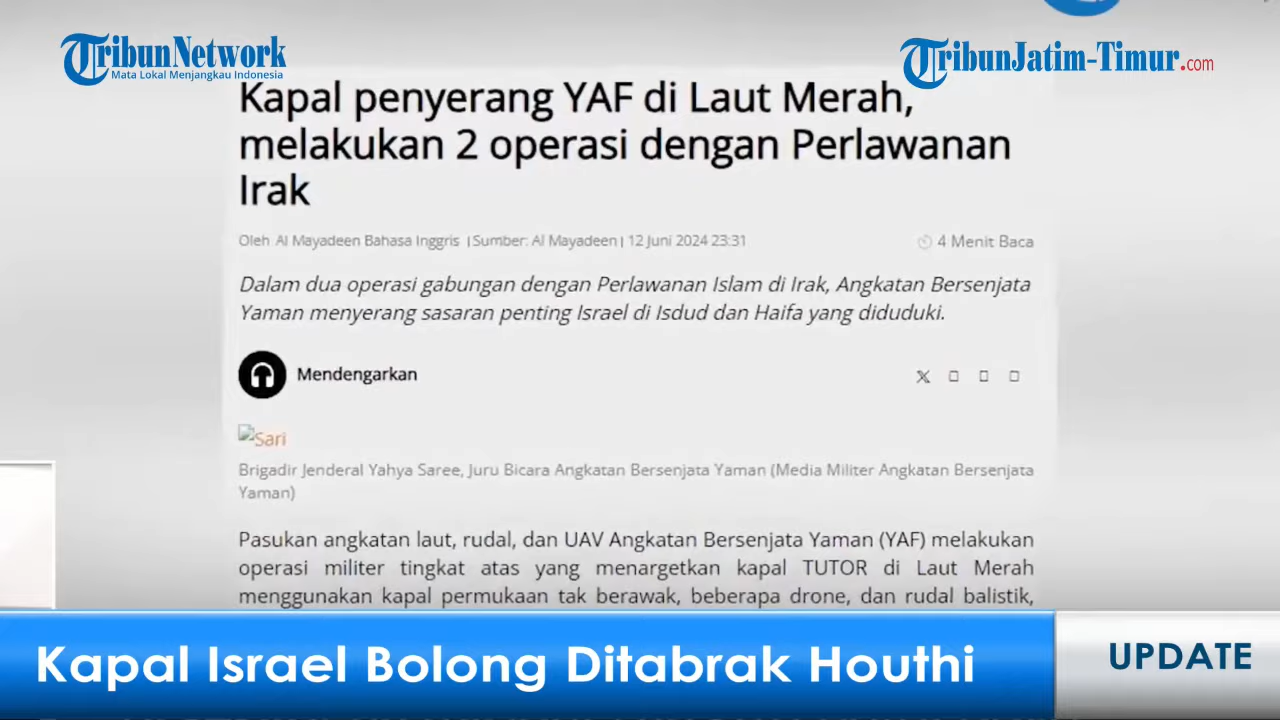 TribunNetwork
Mata Lokal Menjangkau Indonesia
TribunJatim-Timur.com
Kapal penyerang YAF di Laut Merah,
melakukan 2 operasi dengan Perlawanan
Irak
Oleh Al Mayadeen Bahasa Inggris | Sumber: Al Mayadeen | 12 Juni 2024 23:31
4 Menit Baca
Dalam dua operasi gabungan dengan Perlawanan Islam di Irak, Angkatan Bersenjata
Yaman menyerang sasaran penting Israel di Isdud dan Haifa yang diduduki.
Mendengarkan
Sari
Brigadir Jenderal Yahya Saree, Juru Bicara Angkatan Bersenjata Yaman (Media Militer Angkatan Bersenjata
Yaman)
Pasukan angkatan laut, rudal, dan UAV Angkatan Bersenjata Yaman (YAF) melakukan
operasi militer tingkat atas yang menargetkan kapal TUTOR di Laut Merah
menggunakan kapal permukaan tak berawak, beberapa drone, dan rudal balistik,
Kapal Israel Bolong Ditabrak Houthi
UPDATE